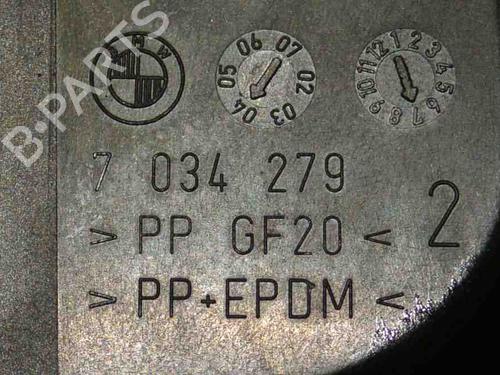 B-PARTS
BMW
05 06 07 02 03 04
12 1 2 3 4 5 6 7 8 9 10 11
7 034 279
> PP GF20 < 2
> PP+EPDM <